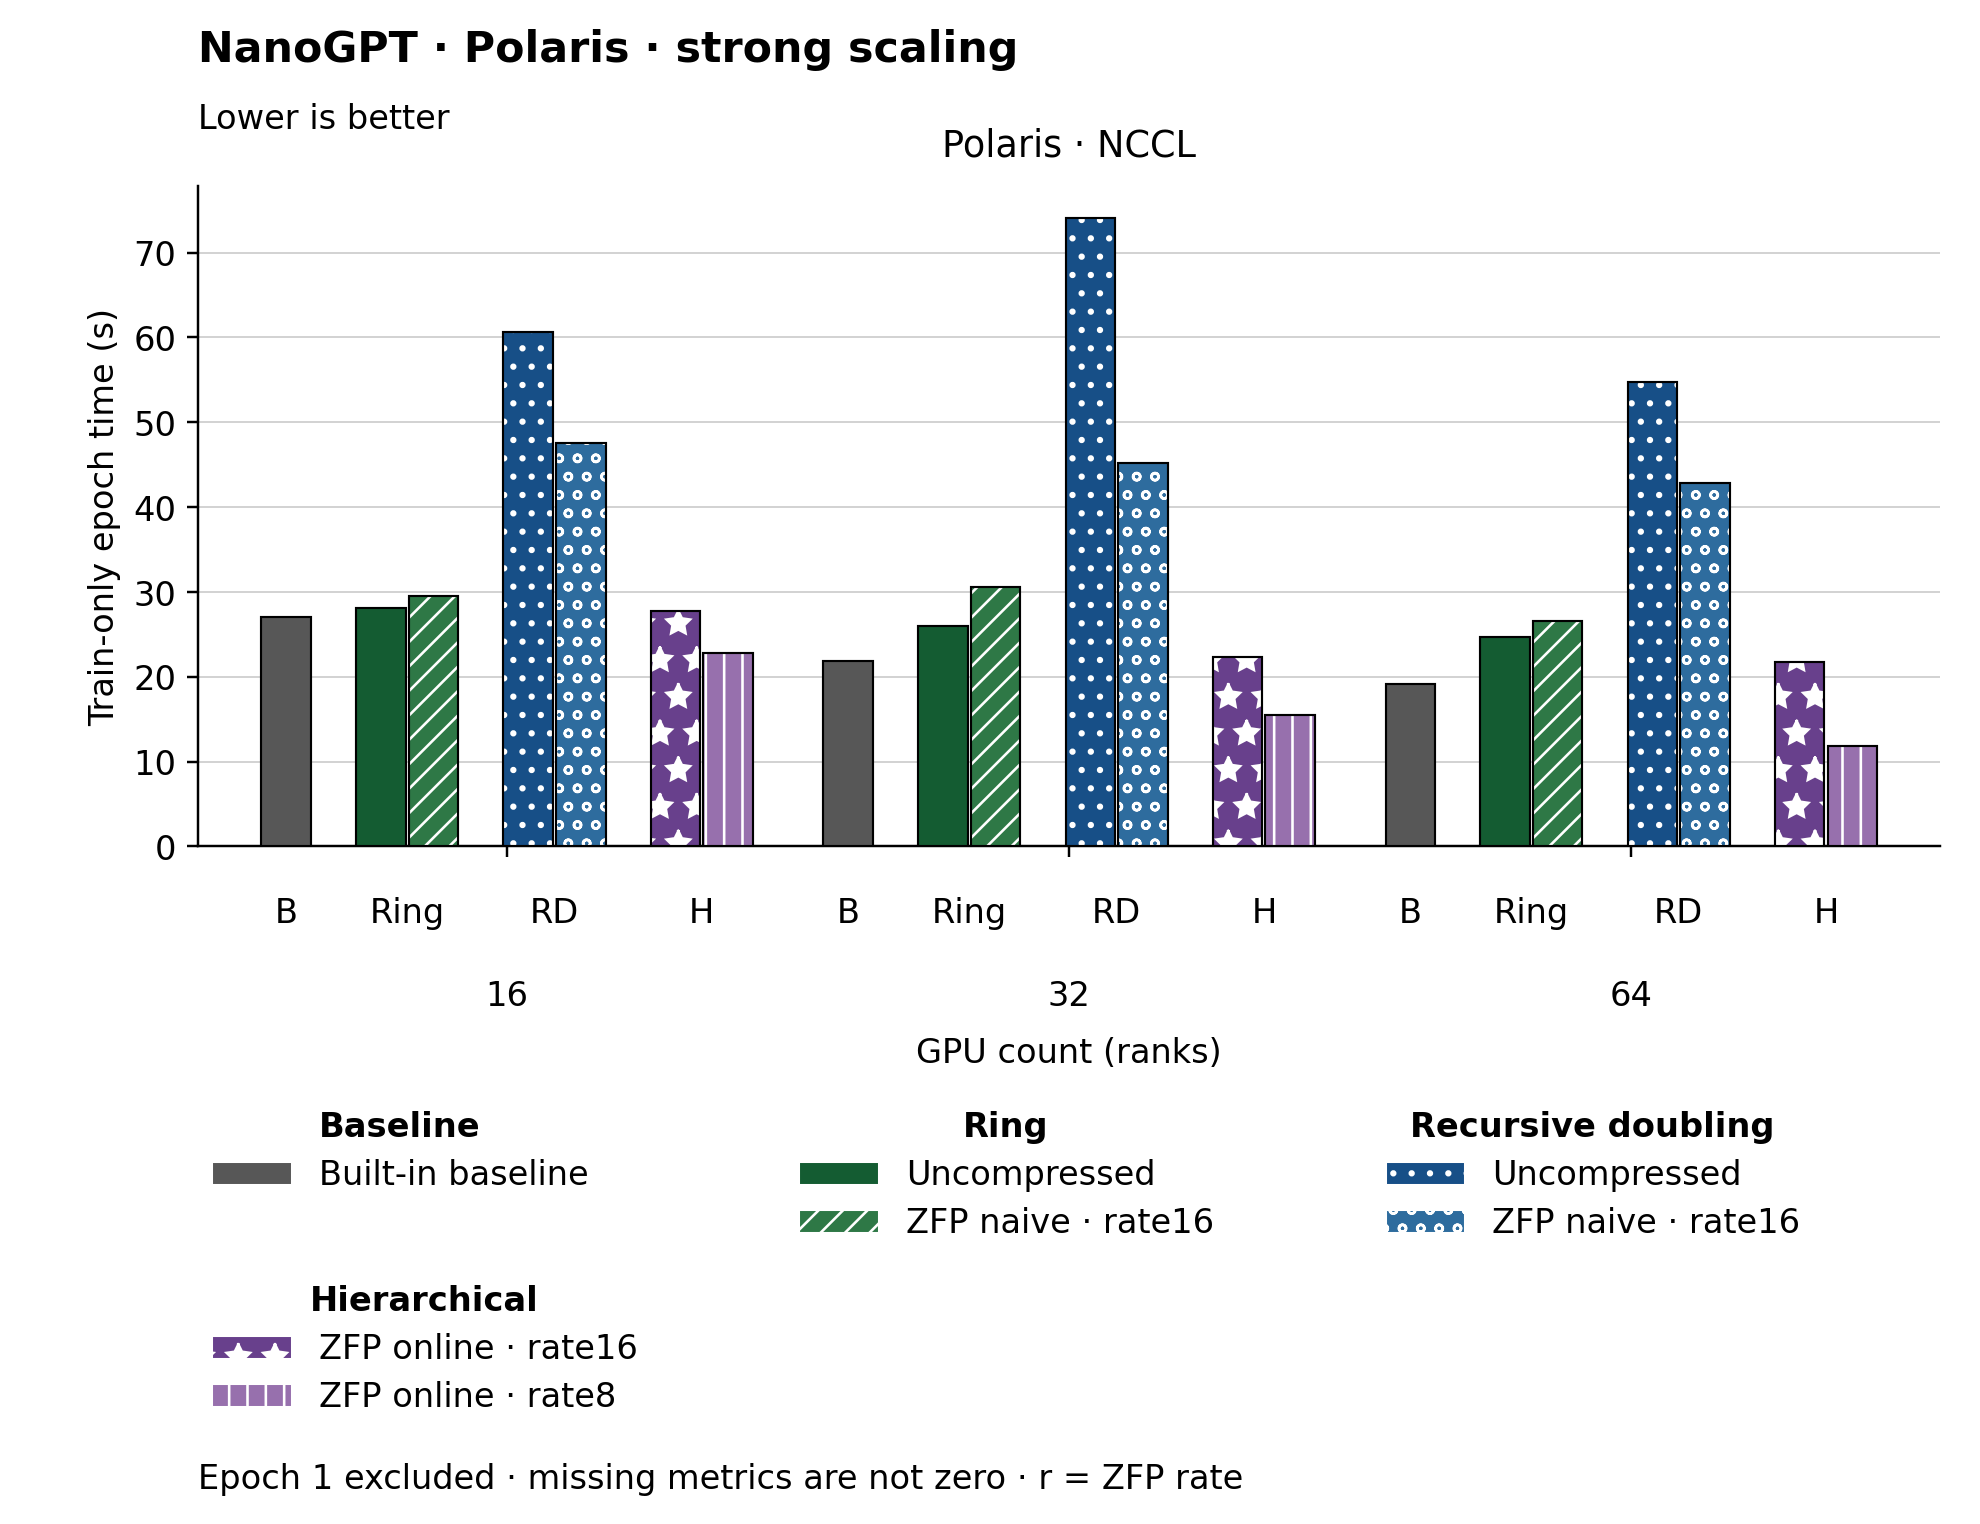 NanoGPT · Polaris · strong scaling
Lower is better
Polaris · NCCL
Train-only epoch time (s)
70
60
50
40
30
20
10
0
B Ring RD H B Ring RD H B Ring RD H
16 32 64
GPU count (ranks)
Baseline
Built-in baseline
Ring
Uncompressed
ZFP naive · rate16
Recursive doubling
Uncompressed
ZFP naive · rate16
Hierarchical
ZFP online · rate16
ZFP online · rate8
Epoch 1 excluded · missing metrics are not zero · r = ZFP rate